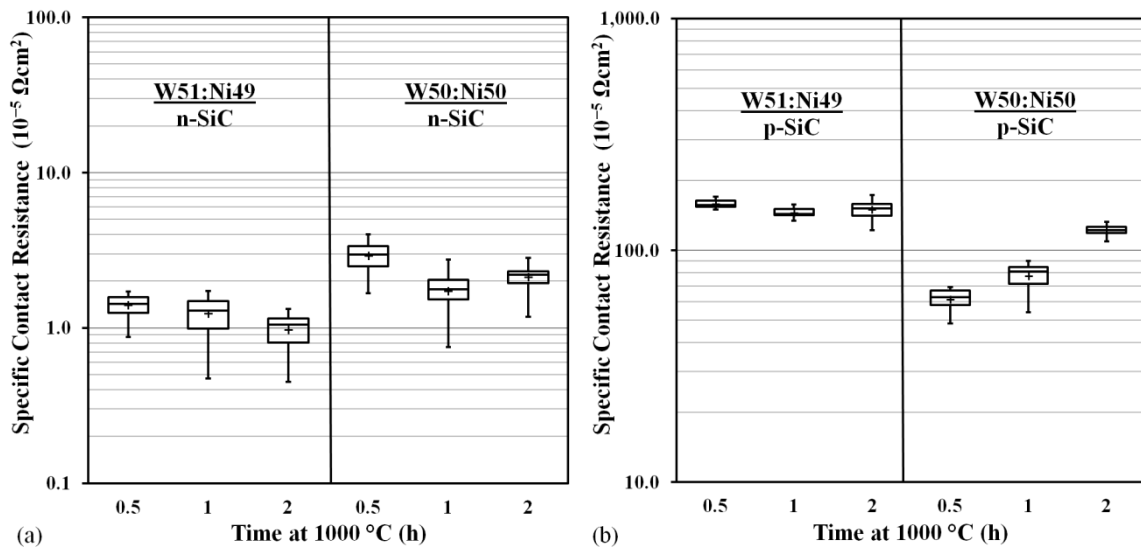 Specific Contact Resistance (10⁻⁵ Ωcm²)
100.0
10.0
1.0
0.1
W51:Ni49
n-SiC
W50:Ni50
n-SiC
0.5 1 2 0.5 1 2
Time at 1000 °C (h)
(a)
Specific Contact Resistance (10⁻⁵ Ωcm²)
1,000.0
100.0
10.0
W51:Ni49
p-SiC
W50:Ni50
p-SiC
0.5 1 2 0.5 1 2
Time at 1000 °C (h)
(b)